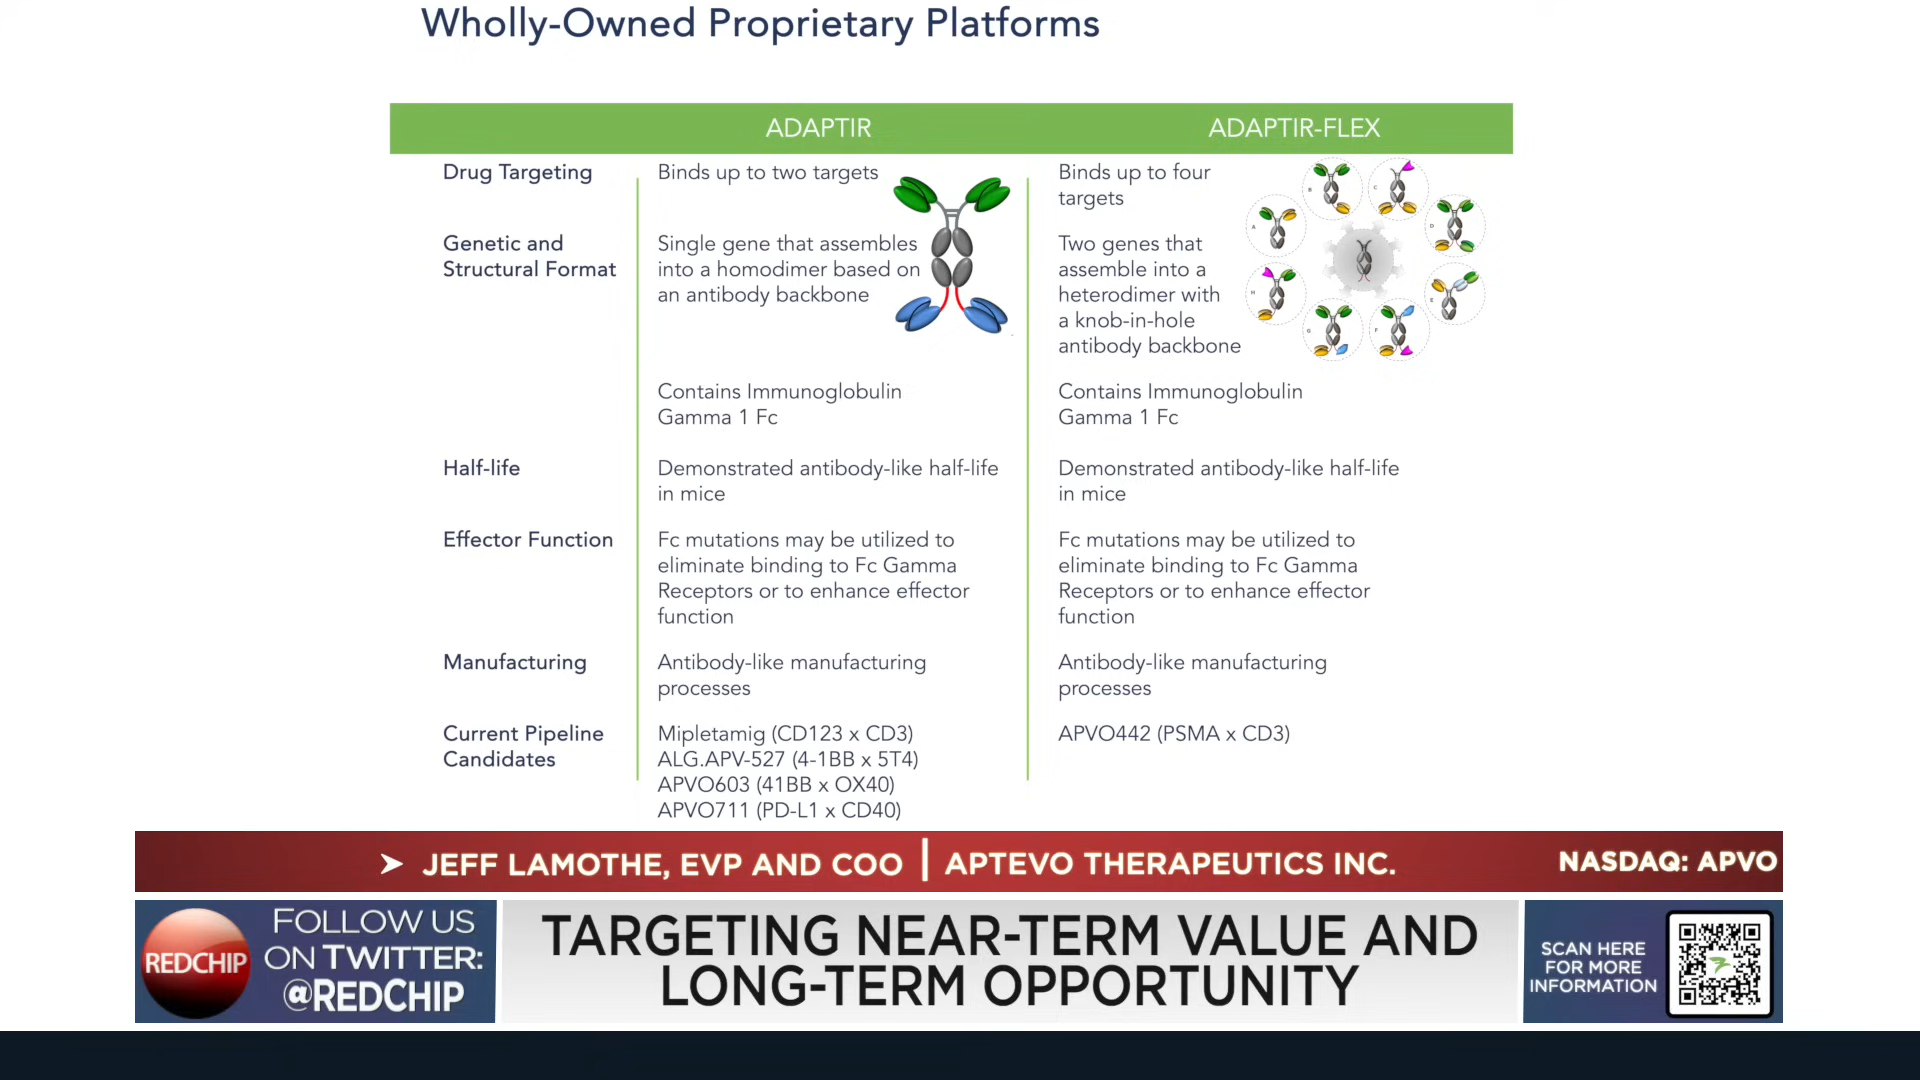 Wholly-Owned Proprietary Platforms
ADAPTIR
ADAPTIR-FLEX
Drug Targeting
Binds up to two targets
Binds up to four
targets
Genetic and
Structural Format
Single gene that assembles
into a homodimer based on
an antibody backbone
Two genes that
assemble into a
heterodimer with
a knob-in-hole
antibody backbone
Contains Immunoglobulin
Gamma 1 Fc
Contains Immunoglobulin
Gamma 1 Fc
Half-life
Demonstrated antibody-like half-life
in mice
Demonstrated antibody-like half-life
in mice
Effector Function
Fc mutations may be utilized to
eliminate binding to Fc Gamma
Receptors or to enhance effector
function
Fc mutations may be utilized to
eliminate binding to Fc Gamma
Receptors or to enhance effector
function
Manufacturing
Antibody-like manufacturing
processes
Antibody-like manufacturing
processes
Current Pipeline
Candidates
Mipletamig (CD123 x CD3)
ALG.APV-527 (4-1BB x 5T4)
APVO603 (41BB x OX40)
APVO711 (PD-L1 x CD40)
APVO442 (PSMA x CD3)
A
B
C
D
E
F
G
H
➤ JEFF LAMOTHE, EVP AND COO | APTEVO THERAPEUTICS INC.
NASDAQ: APVO
REDCHIP
FOLLOW US
ON TWITTER:
@REDCHIP
TARGETING NEAR-TERM VALUE AND
LONG-TERM OPPORTUNITY
SCAN HERE
FOR MORE
INFORMATION